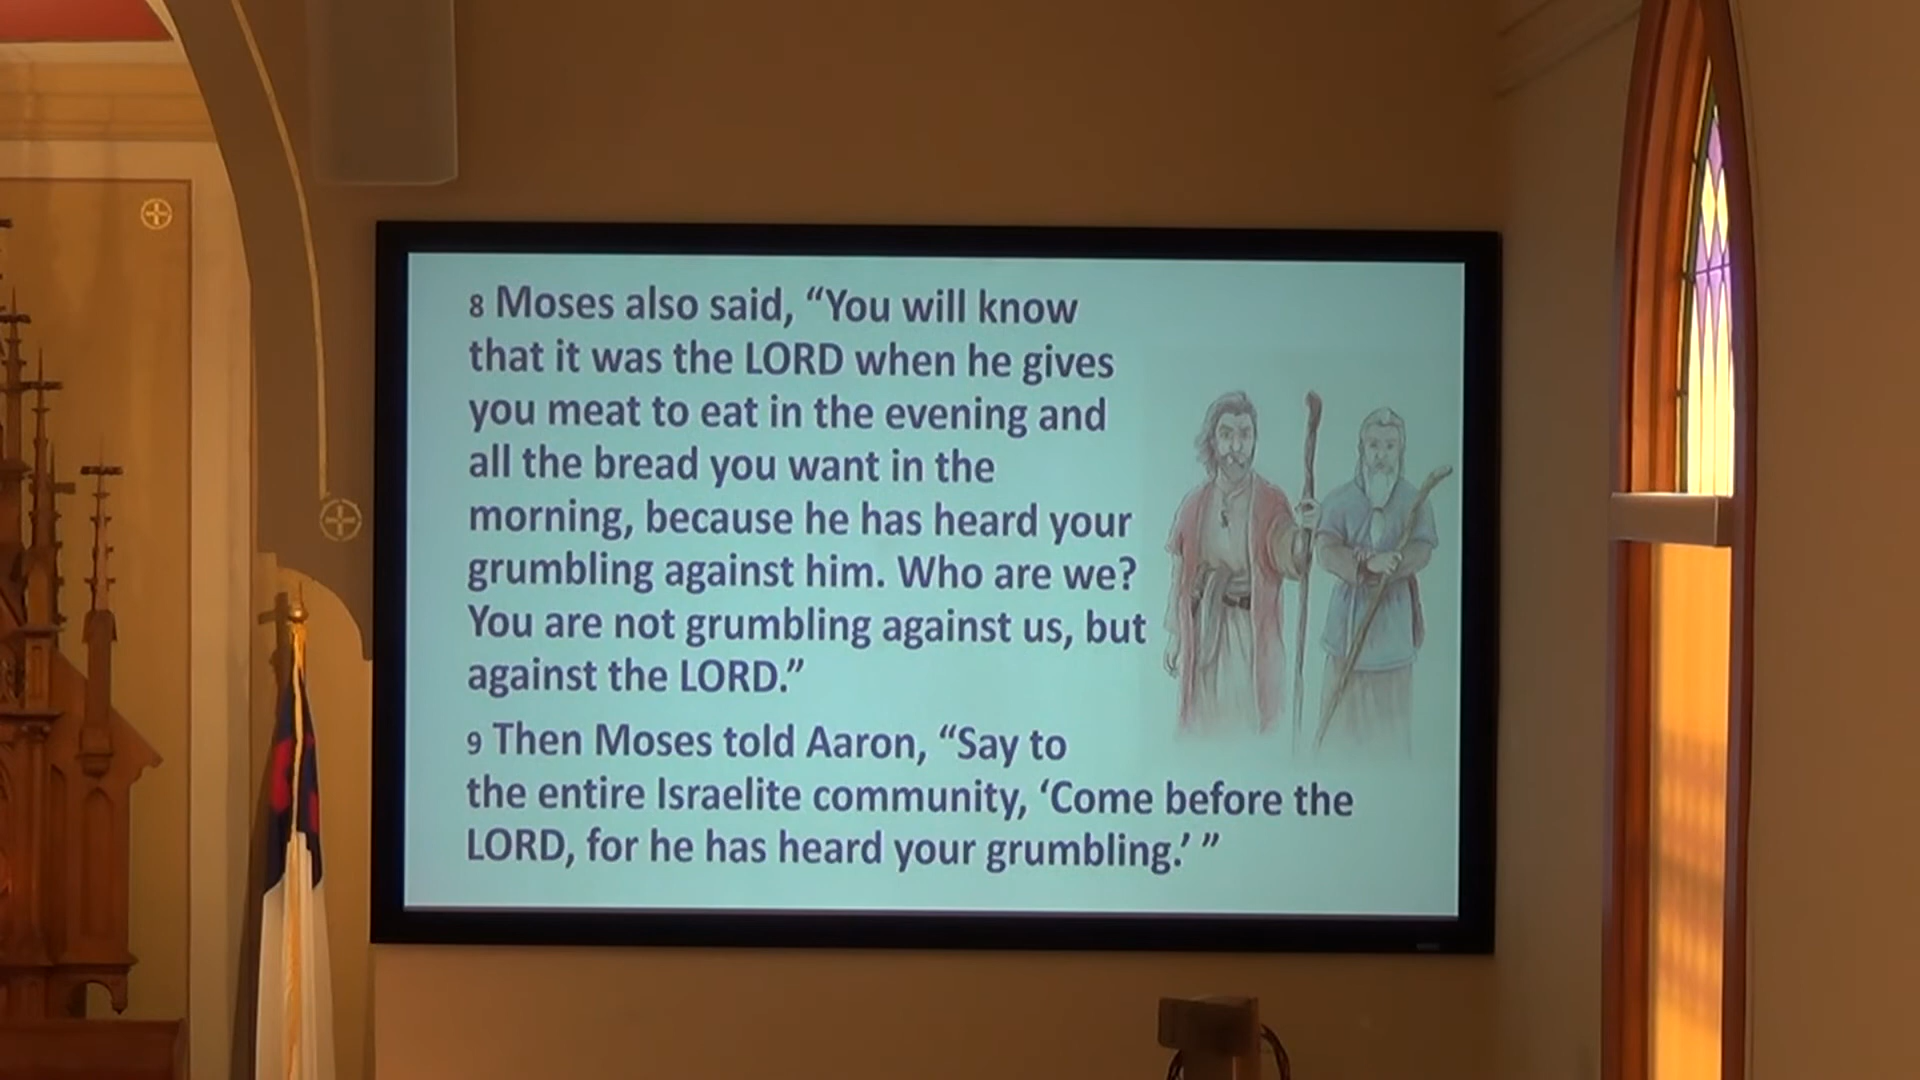 8 Moses also said, “You will know
that it was the LORD when he gives
you meat to eat in the evening and
all the bread you want in the
morning, because he has heard your
grumbling against him. Who are we?
You are not grumbling against us, but
against the LORD.”
9 Then Moses told Aaron, “Say to
the entire Israelite community, ‘Come before the
LORD, for he has heard your grumbling.’ ”